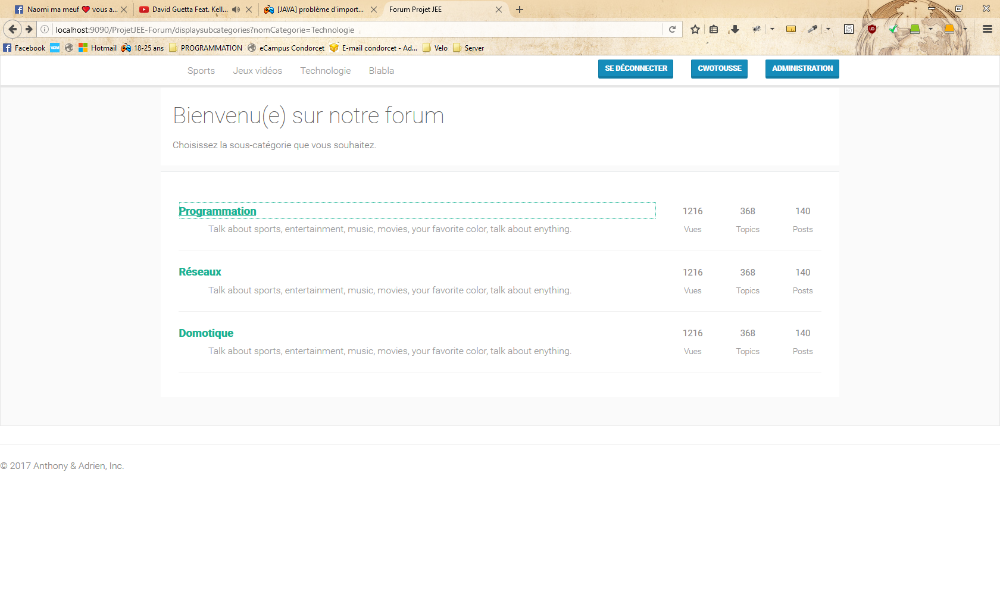 Naomi ma meuf ❤ vous a... David Guetta Feat. Kell... [JAVA] problème d'import... Forum Projet JEE
localhost:9090/ProjetJEE-Forum/displaysubcategories?nomCategorie=Technologie
Facebook Hotmail 18-25 ans PROGRAMMATION eCampus Condorcet E-mail condorcet - Ad... Velo Server
Sports Jeux vidéos Technologie Blabla SE DÉCONNECTER CWOTOUSSE ADMINISTRATION
Bienvenu(e) sur notre forum
Choisissez la sous-catégorie que vous souhaitez.
Programmation 1216 368 140
Talk about sports, entertainment, music, movies, your favorite color, talk about enything. Vues Topics Posts
Réseaux 1216 368 140
Talk about sports, entertainment, music, movies, your favorite color, talk about enything. Vues Topics Posts
Domotique 1216 368 140
Talk about sports, entertainment, music, movies, your favorite color, talk about enything. Vues Topics Posts
© 2017 Anthony & Adrien, Inc.